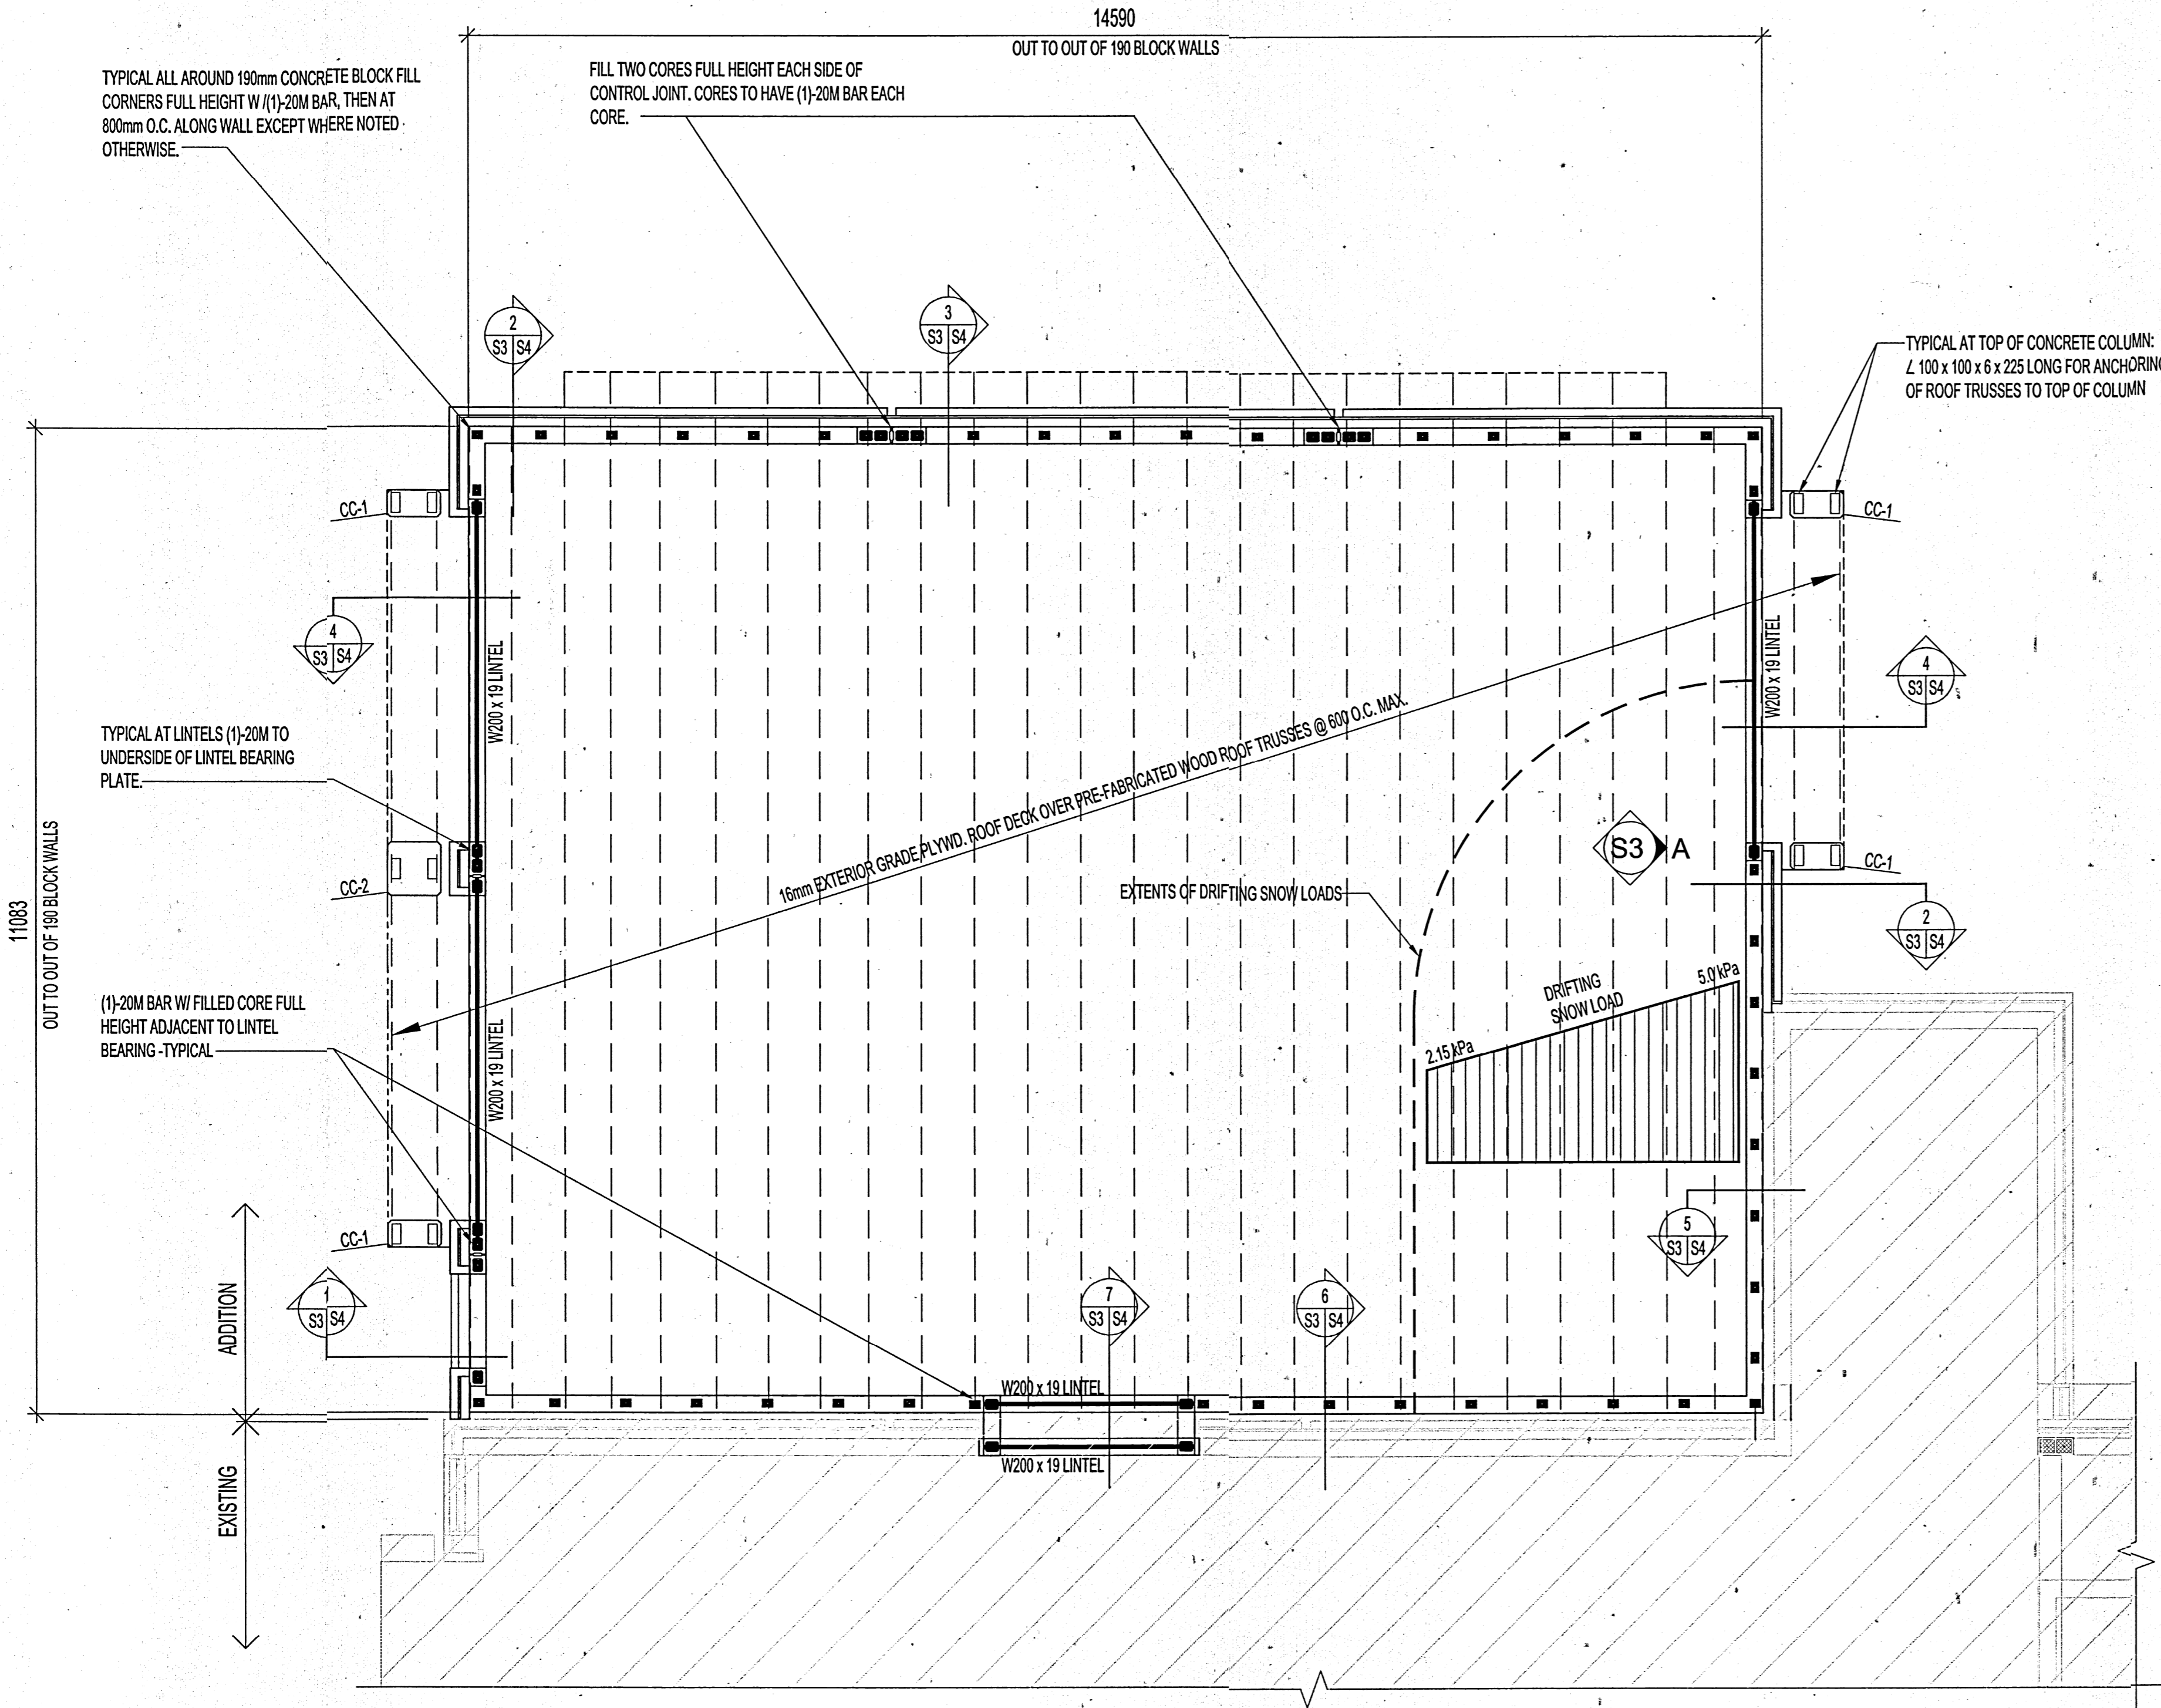 14590
OUT TO OUT OF 190 BLOCK WALLS
TYPICAL ALL AROUND 190mm CONCRETE BLOCK FILL
CORNERS FULL HEIGHT W /(1)-20M BAR, THEN AT
800mm O.C. ALONG WALL EXCEPT WHERE NOTED
OTHERWISE.
FILL TWO CORES FULL HEIGHT EACH SIDE OF
CONTROL JOINT. CORES TO HAVE (1)-20M BAR EACH
CORE.
2
S3 S4
3
S3 S4
TYPICAL AT TOP OF CONCRETE COLUMN:
∠ 100 x 100 x 6 x 225 LONG FOR ANCHORING
OF ROOF TRUSSES TO TOP OF COLUMN
CC-1
CC-1
4
S3 S4
W200 x 19 LINTEL
W200 x 19 LINTEL
4
S3 S4
TYPICAL AT LINTELS (1)-20M TO
UNDERSIDE OF LINTEL BEARING
PLATE.
16mm EXTERIOR GRADE PLYWD. ROOF DECK OVER PRE-FABRICATED WOOD ROOF TRUSSES @ 600 O.C. MAX.
S3 A
CC-1
CC-2
EXTENTS OF DRIFTING SNOW LOADS
2
S3 S4
11083
OUT TO OUT OF 190 BLOCK WALLS
(1)-20M BAR W/ FILLED CORE FULL
HEIGHT ADJACENT TO LINTEL
BEARING -TYPICAL
W200 x 19 LINTEL
DRIFTING
SNOW LOAD
5.0 kPa
2.15 kPa
CC-1
5
S3 S4
1
S3 S4
7
S3 S4
6
S3 S4
ADDITION
EXISTING
W200 x 19 LINTEL
W200 x 19 LINTEL